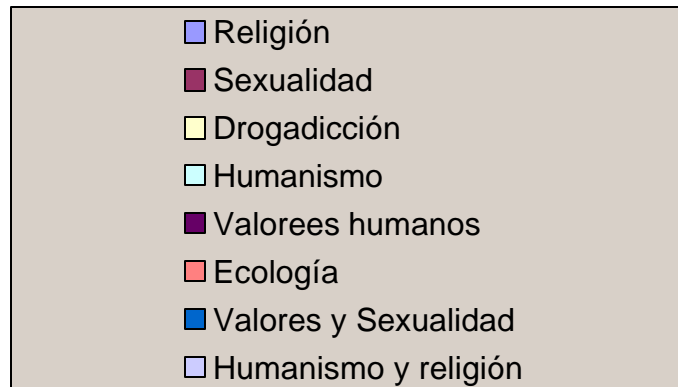 Religión
Sexualidad
Drogadicción
Humanismo
Valorees humanos
Ecología
Valores y Sexualidad
Humanismo y religión